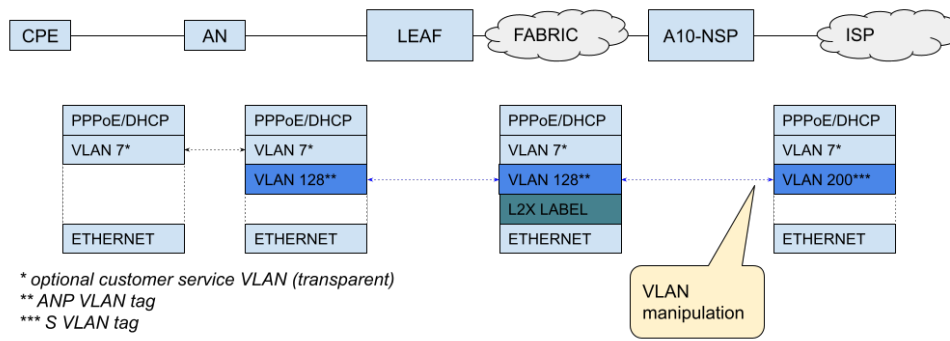 CPE
AN
LEAF
FABRIC
A10-NSP
ISP
PPPoE/DHCP
VLAN 7*
ETHERNET
PPPoE/DHCP
VLAN 7*
VLAN 128**
ETHERNET
PPPoE/DHCP
VLAN 7*
VLAN 128**
L2X LABEL
ETHERNET
PPPoE/DHCP
VLAN 7*
VLAN 200***
ETHERNET
* optional customer service VLAN (transparent)
** ANP VLAN tag
*** S VLAN tag
VLAN
manipulation